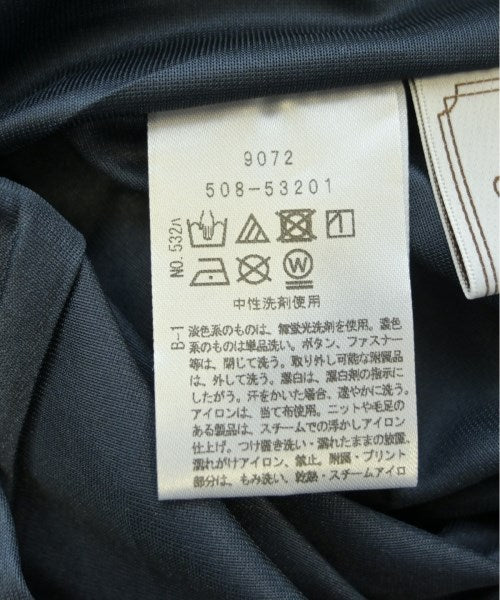 9072
508-53201
NO.532ハ
B-1
W
中性洗剤使用
淡色系のものは、無蛍光洗剤を使用。濃色
系のものは単品洗い。ボタン、ファスナー
等は、閉じて洗う。取り外し可能な附属品
は、外して洗う。漂白は、漂白剤の指示に
したがう。汗をかいた場合、速やかに洗う。
アイロンは、当て布使用。ニットや毛足の
ある製品は、スチームでの浮かしアイロン
仕上げ。つけ置き洗い・濡れたままの放置、
濡れがけアイロン、禁止。附属・プリント
部分は、もみ洗い、乾熱・スチームアイロ